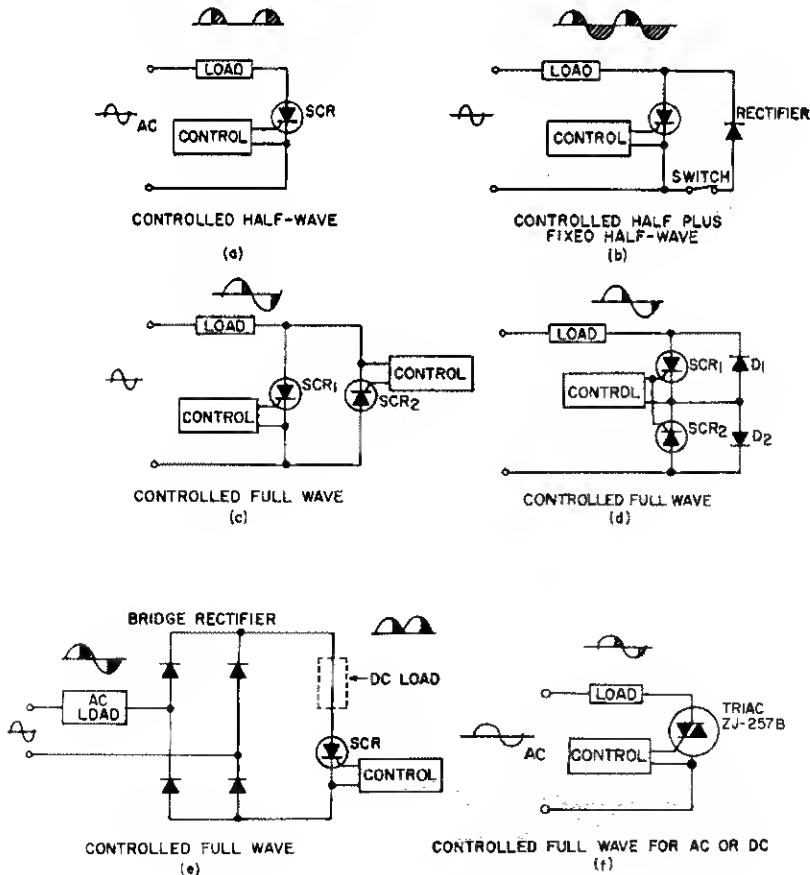 LOAD
SCR
AC
CONTROL
CONTROLLED HALF-WAVE
(a)
LOAD
RECTIFIER
CONTROL
SWITCH
CONTROLLED HALF PLUS
FIXEO HALF-WAVE
(b)
LOAD
CONTROL
SCR1
SCR2
CONTROL
CONTROLLED FULL WAVE
(c)
LOAD
SCR1
D1
CONTROL
SCR2
D2
CONTROLLED FULL WAVE
(d)
BRIDGE RECTIFIER
DC LOAD
AC
LOAD
SCR
CONTROL
CONTROLLED FULL WAVE
(e)
LOAD
TRIAC
ZJ-257B
AC
CONTROL
CONTROLLED FULL WAVE FOR AC OR DC
(f)